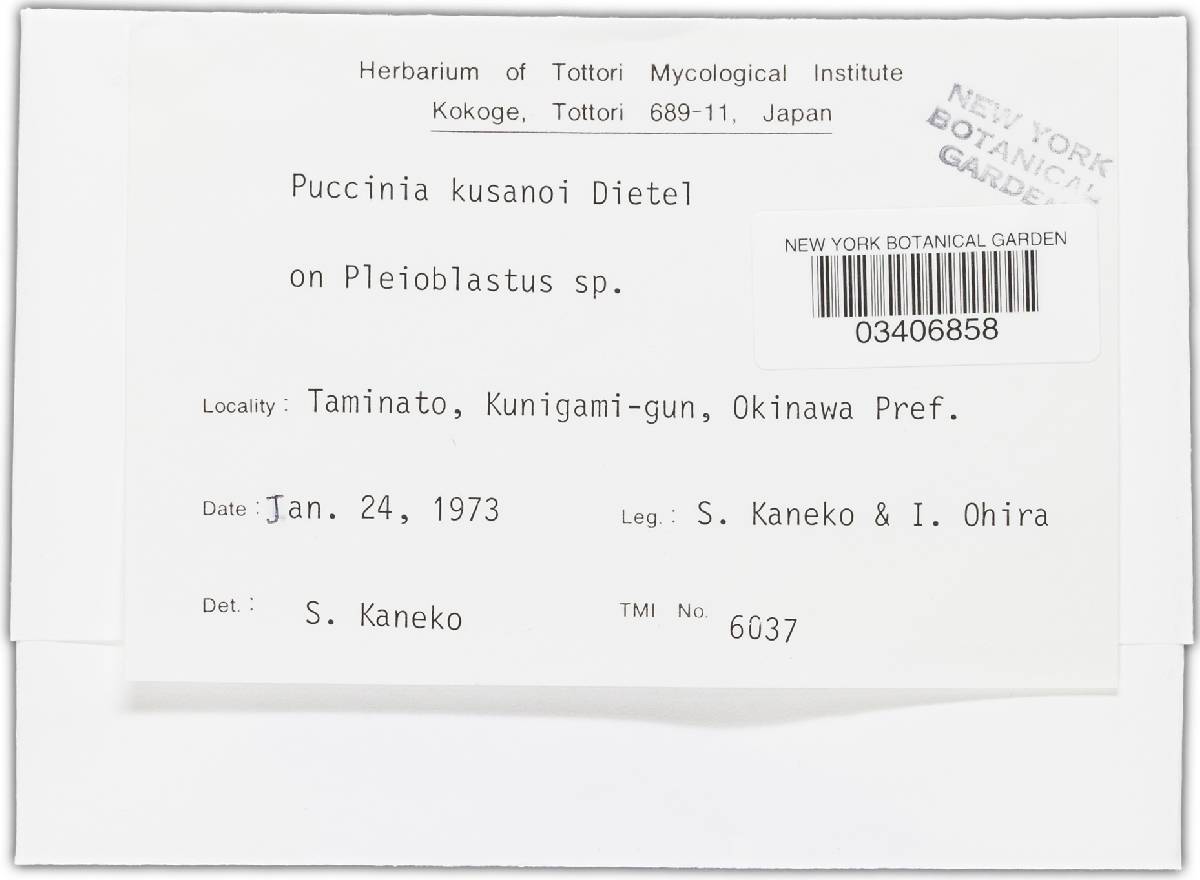 Herbarium of Tottori Mycological Institute
Kokoge, Tottori 689-11, Japan
NEW YORK
BOTANICAL
GARDEN
Puccinia kusanoi Dietel
on Pleioblastus sp.
NEW YORK BOTANICAL GARDEN
03406858
Locality: Taminato, Kunigami-gun, Okinawa Pref.
Date: Jan. 24, 1973 Leg.: S. Kaneko & I. Ohira
Det.: S. Kaneko TMI No. 6037